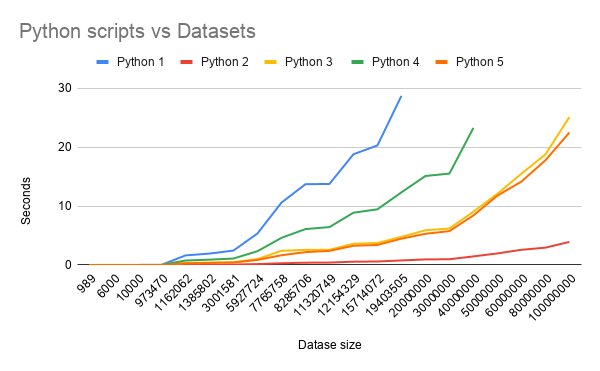 Python scripts vs Datasets
Python 1 Python 2 Python 3 Python 4 Python 5
30
20
10
0
Seconds
989 6000 10000 973470 1162062 1385802 3001581 5927724 7765758 8285706 11320749 12154329 15714072 19403505 20000000 30000000 40000000 50000000 60000000 80000000 100000000
Datase size